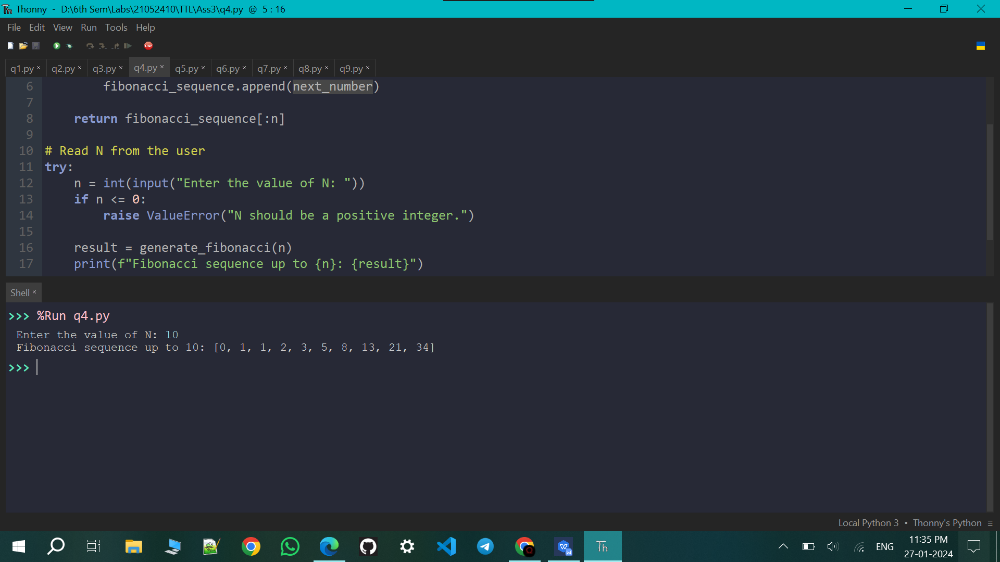 Th Thonny - D:\6th Sem\Labs\21052410\TTL\Ass3\q4.py @ 5 : 16
File Edit View Run Tools Help
STOP
q1.py × q2.py × q3.py × q4.py × q5.py × q6.py × q7.py × q8.py × q9.py ×
6         fibonacci_sequence.append(next_number)
7
8     return fibonacci_sequence[:n]
9
10 # Read N from the user
11 try:
12     n = int(input("Enter the value of N: "))
13     if n <= 0:
14         raise ValueError("N should be a positive integer.")
15
16     result = generate_fibonacci(n)
17     print(f"Fibonacci sequence up to {n}: {result}")
Shell ×
>>> %Run q4.py
Enter the value of N: 10
Fibonacci sequence up to 10: [0, 1, 1, 2, 3, 5, 8, 13, 21, 34]
>>>
Local Python 3 • Thonny's Python ≡
Th
ENG
11:35 PM
27-01-2024